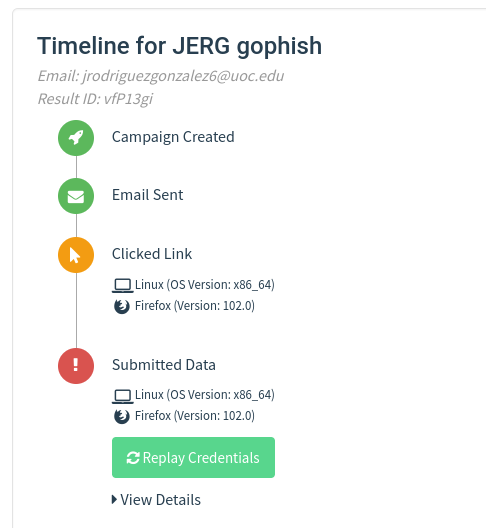 Timeline for JERG gophish
Email: jrodriguezgonzalez6@uoc.edu
Result ID: vfP13gi
Campaign Created
Email Sent
Clicked Link
Linux (OS Version: x86_64)
Firefox (Version: 102.0)
Submitted Data
Linux (OS Version: x86_64)
Firefox (Version: 102.0)
Replay Credentials
View Details